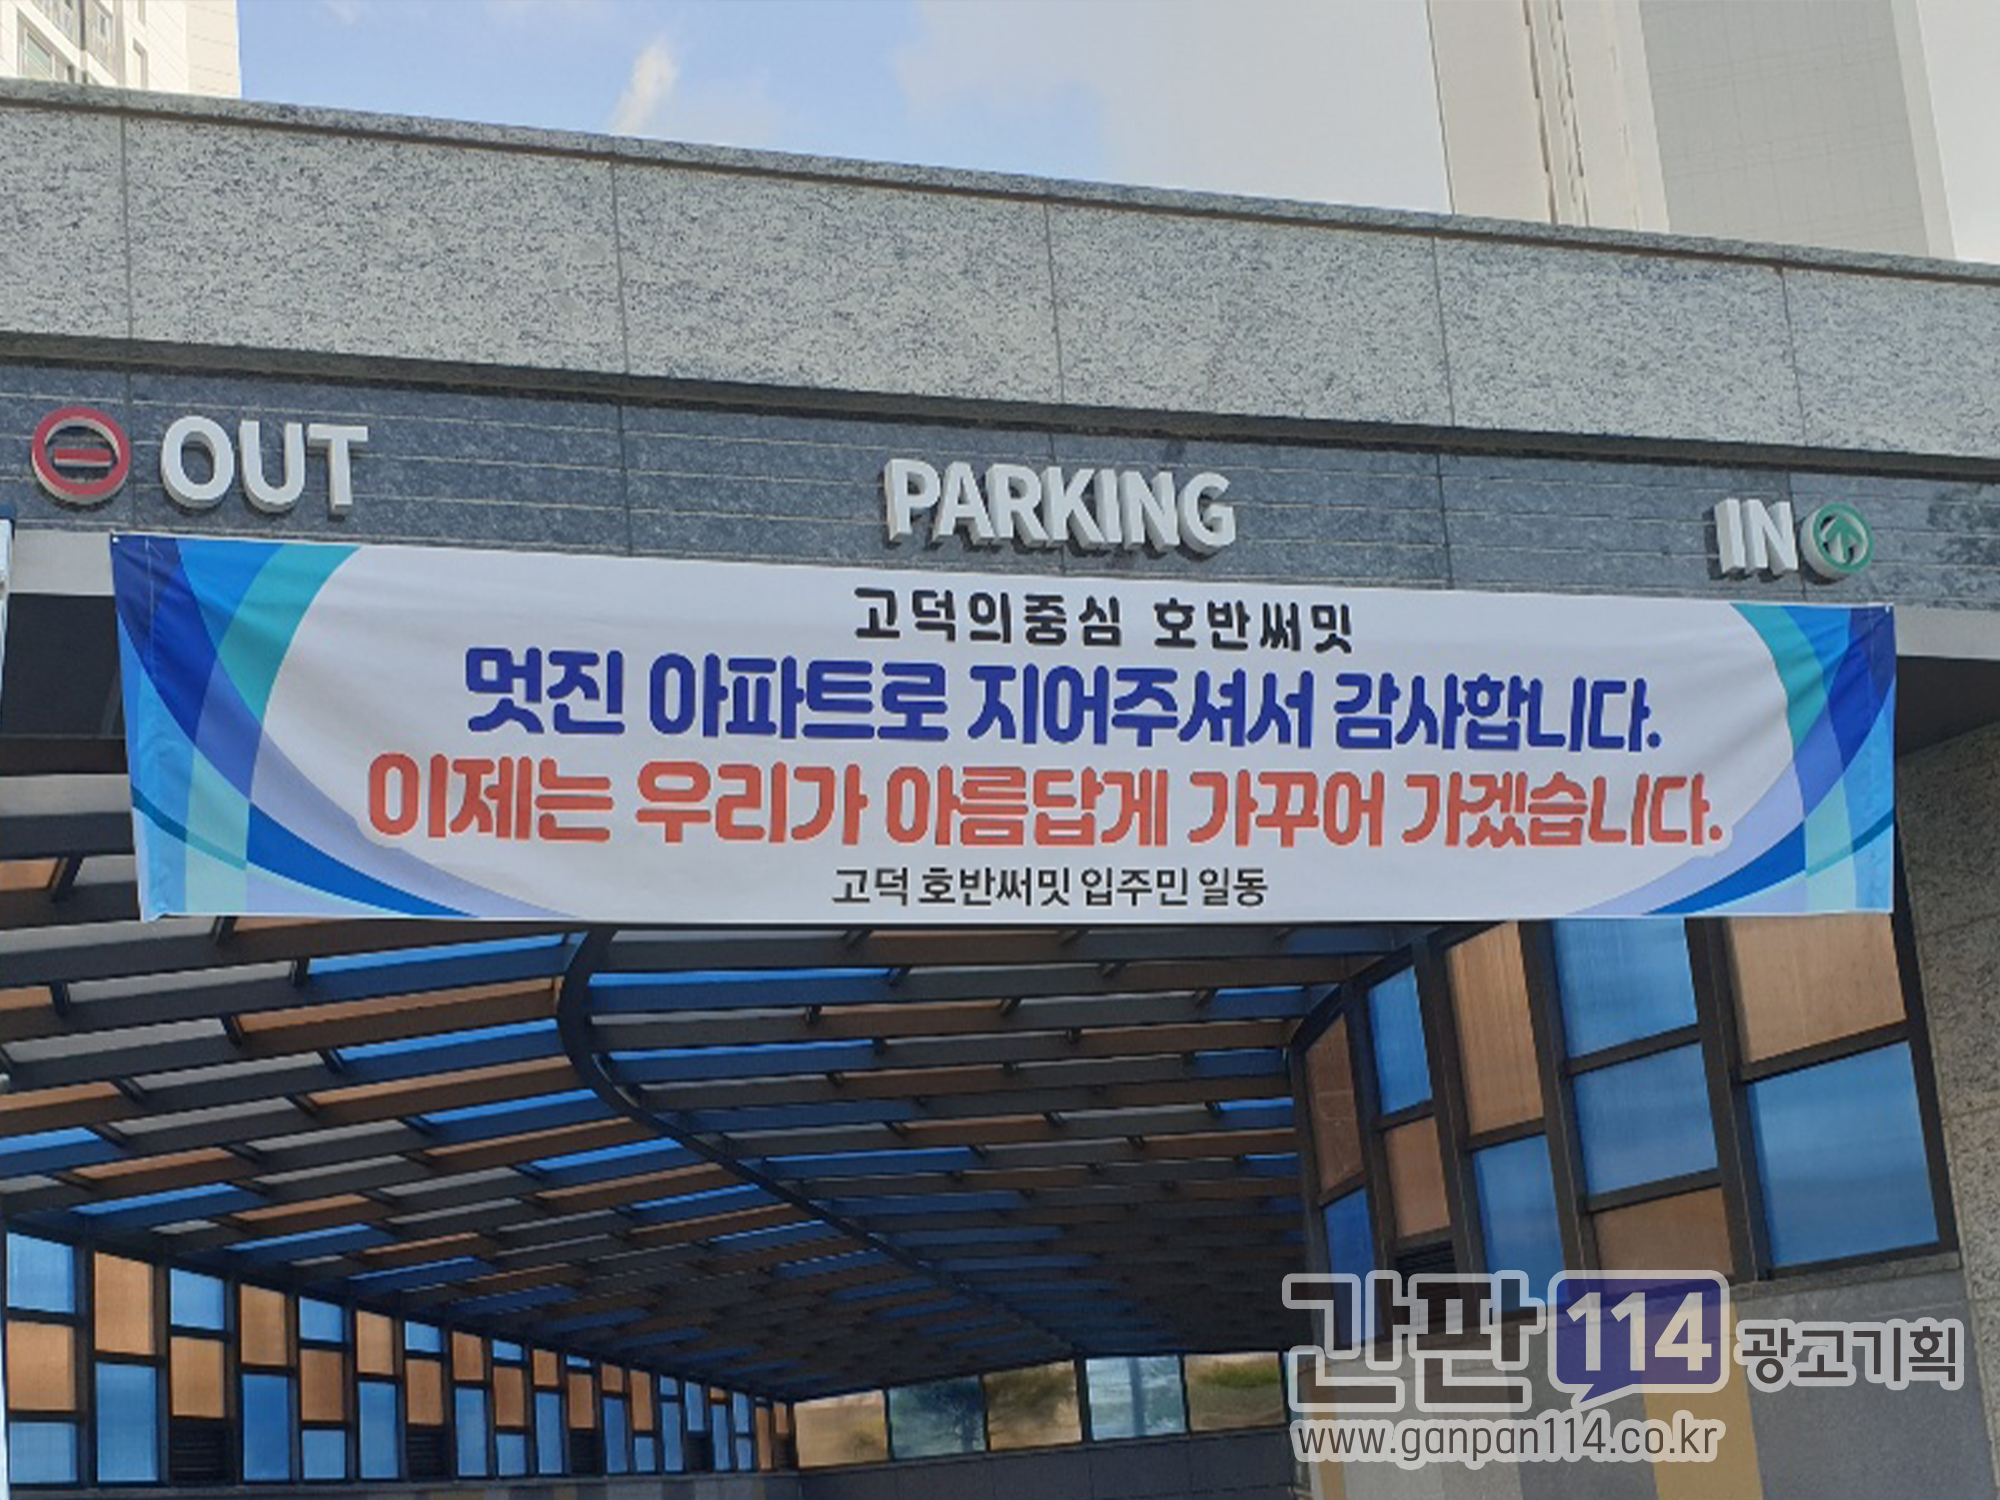 OUT
PARKING
IN
고덕의중심 호반써밋
멋진 아파트로 지어주셔서 감사합니다.
이제는 우리가 아름답게 가꾸어 가겠습니다.
고덕 호반써밋 입주민 일동
간판 114 광고기획
www.ganpan114.co.kr